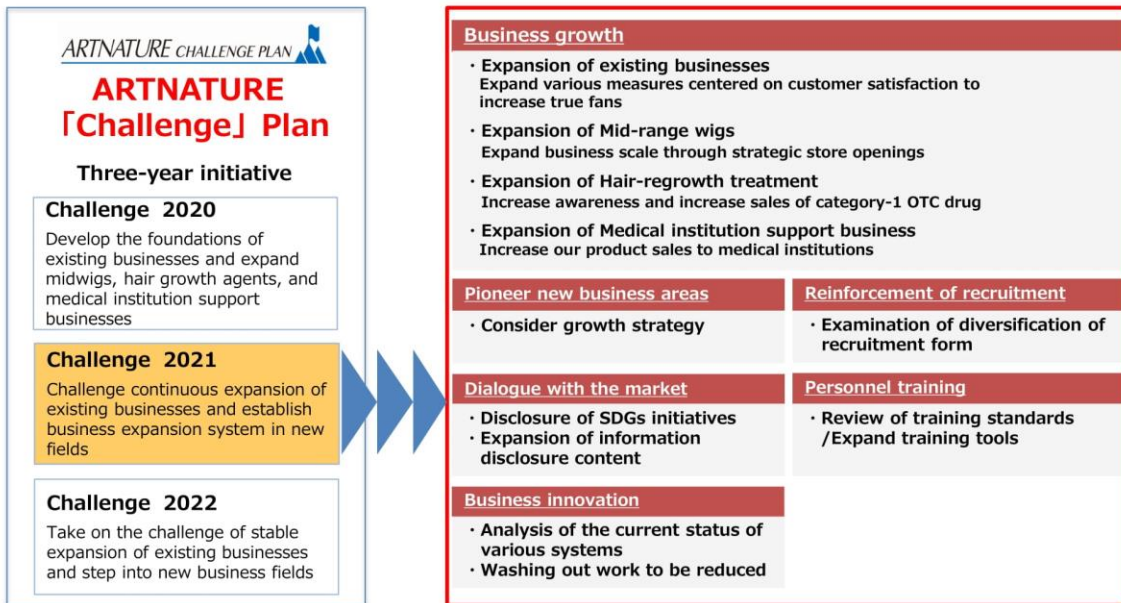 ARTNATURE CHALLENGE PLAN
ARTNATURE
「Challenge」 Plan
Three-year initiative
Challenge 2020
Develop the foundations of
existing businesses and expand
midwigs, hair growth agents, and
medical institution support
businesses
Challenge 2021
Challenge continuous expansion of
existing businesses and establish
business expansion system in new
fields
Challenge 2022
Take on the challenge of stable
expansion of existing businesses
and step into new business fields
Business growth
・Expansion of existing businesses
Expand various measures centered on customer satisfaction to
increase true fans
・Expansion of Mid-range wigs
Expand business scale through strategic store openings
・Expansion of Hair-regrowth treatment
Increase awareness and increase sales of category-1 OTC drug
・Expansion of Medical institution support business
Increase our product sales to medical institutions
Pioneer new business areas
・Consider growth strategy
Reinforcement of recruitment
・Examination of diversification of
recruitment form
Dialogue with the market
・Disclosure of SDGs initiatives
・Expansion of information
disclosure content
Personnel training
・Review of training standards
/Expand training tools
Business innovation
・Analysis of the current status of
various systems
・Washing out work to be reduced